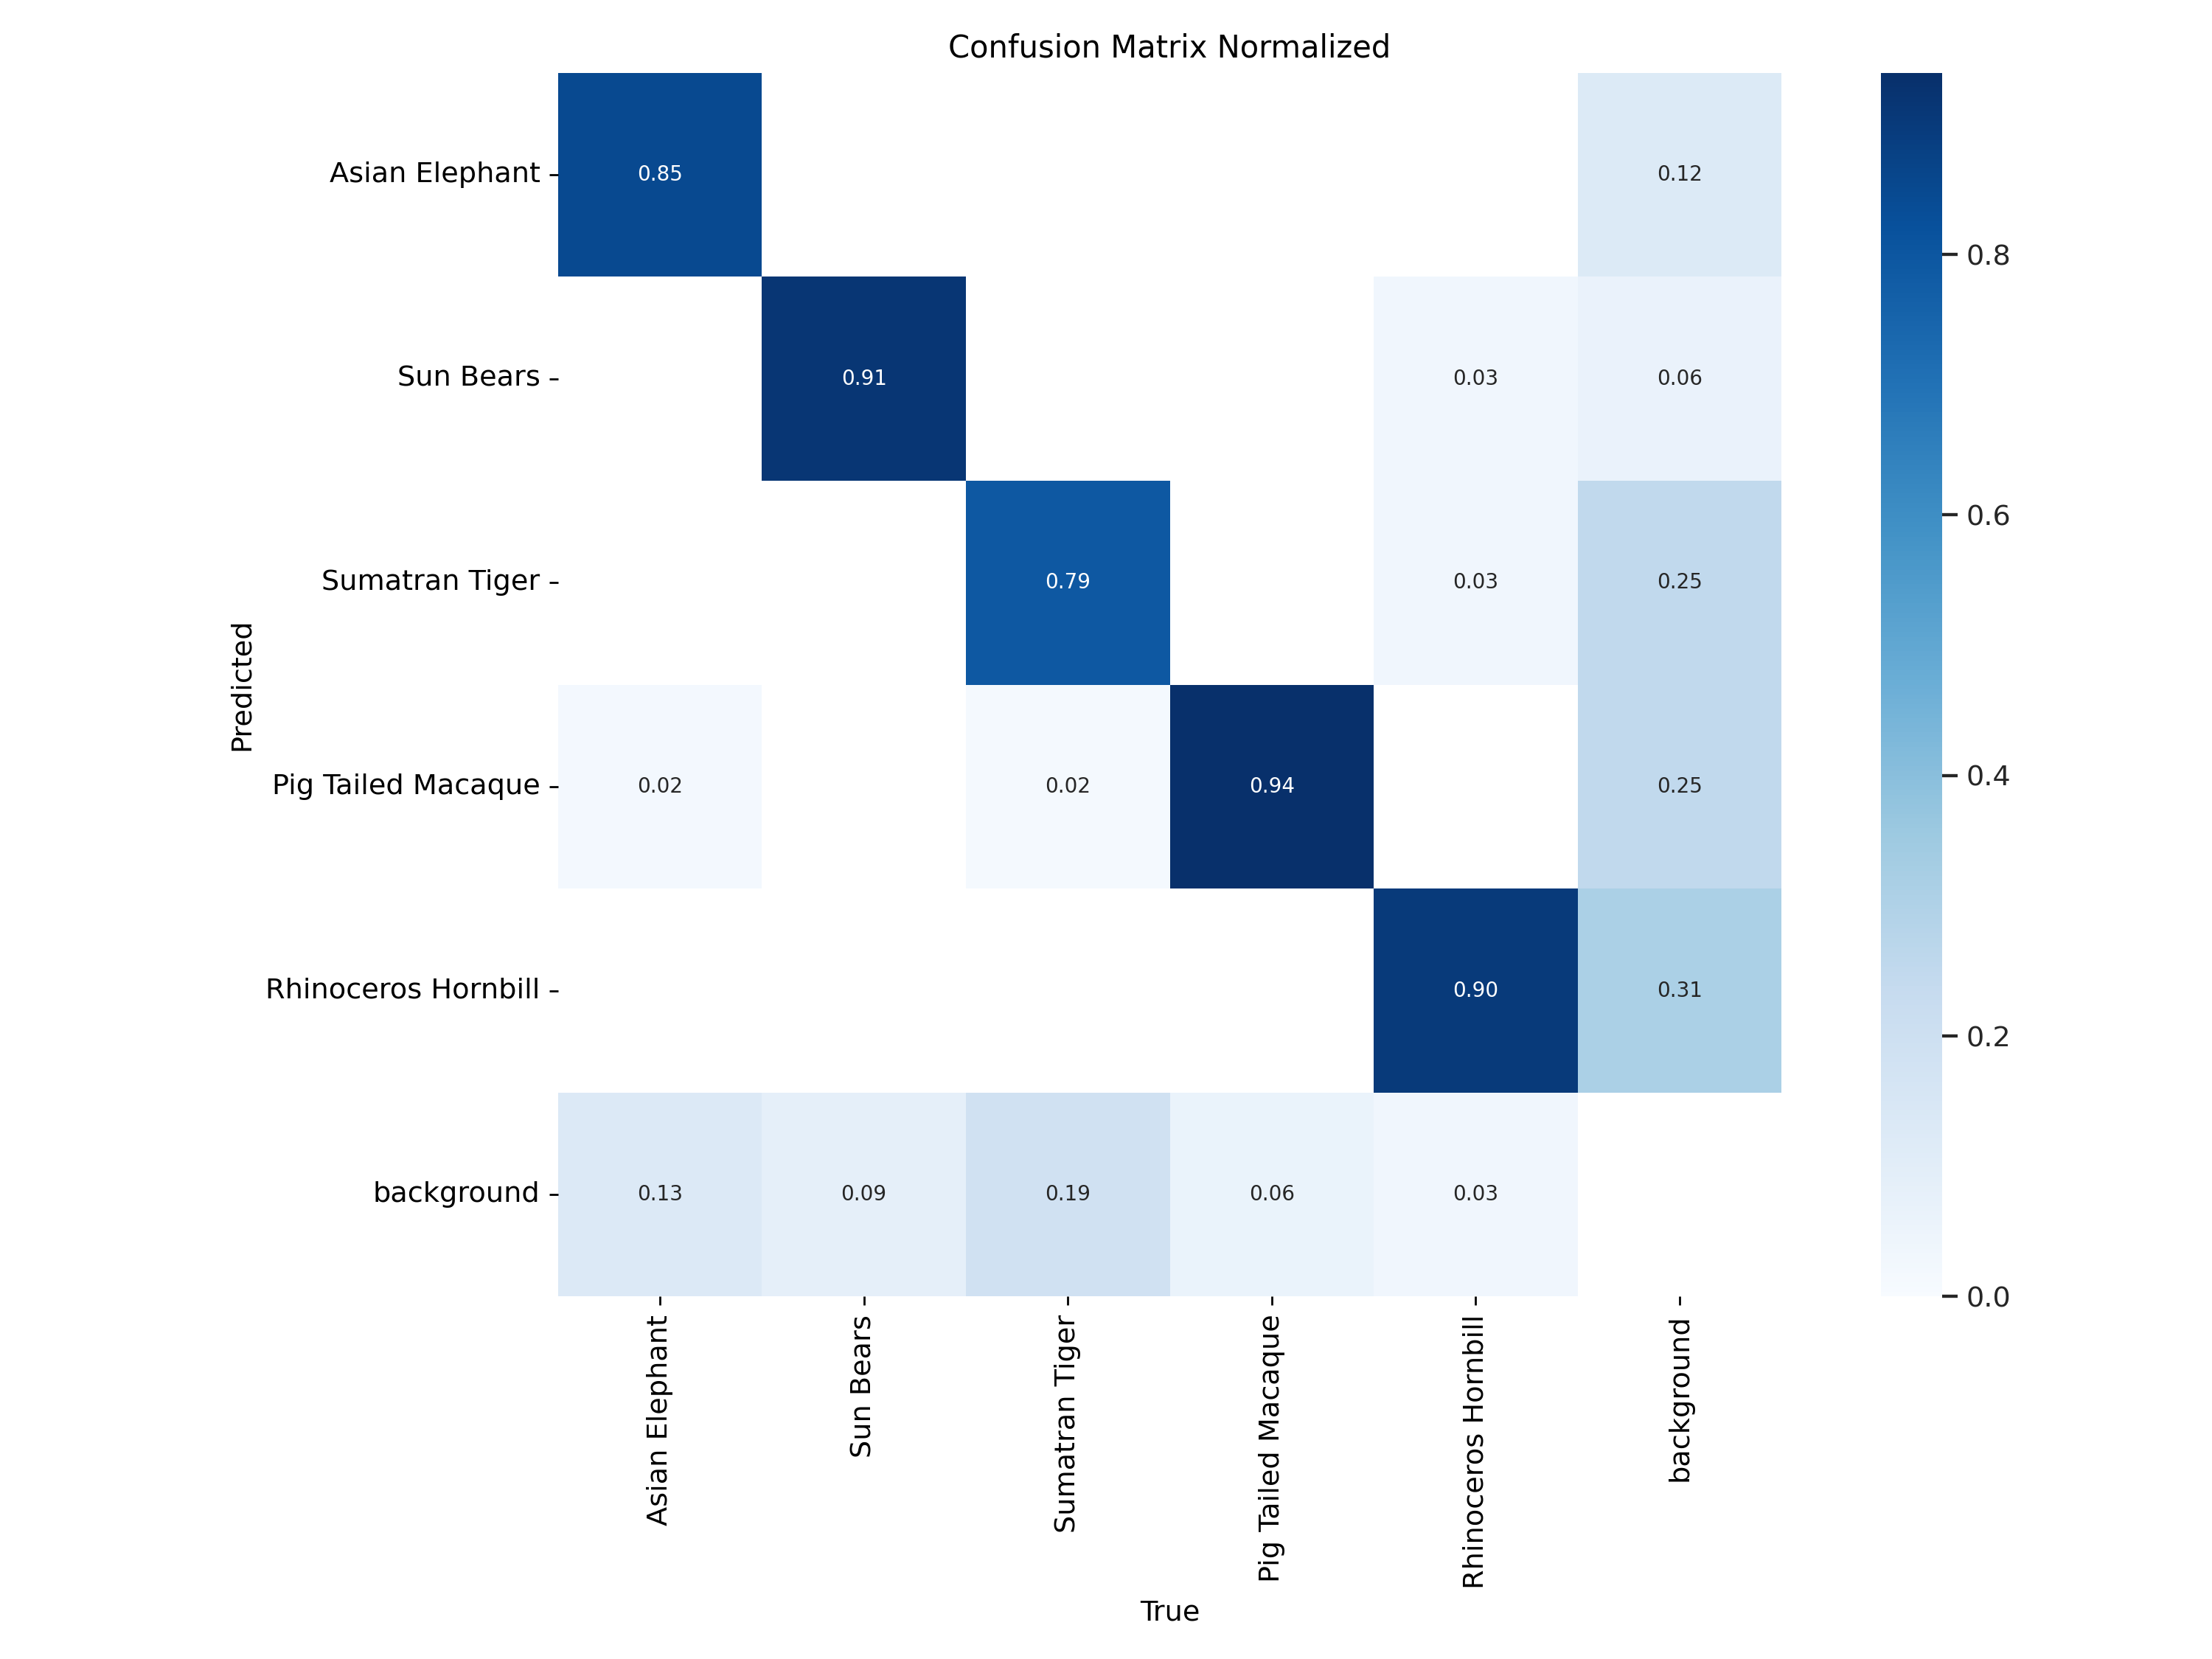 Confusion Matrix Normalized
Asian Elephant 0.85 0.12
Sun Bears 0.91 0.03 0.06
Sumatran Tiger 0.79 0.03 0.25
Pig Tailed Macaque 0.02 0.02 0.94 0.25
Rhinoceros Hornbill 0.90 0.31
background 0.13 0.09 0.19 0.06 0.03
Predicted
Asian Elephant
Sun Bears
Sumatran Tiger
Pig Tailed Macaque
Rhinoceros Hornbill
background
True
0.8
0.6
0.4
0.2
0.0